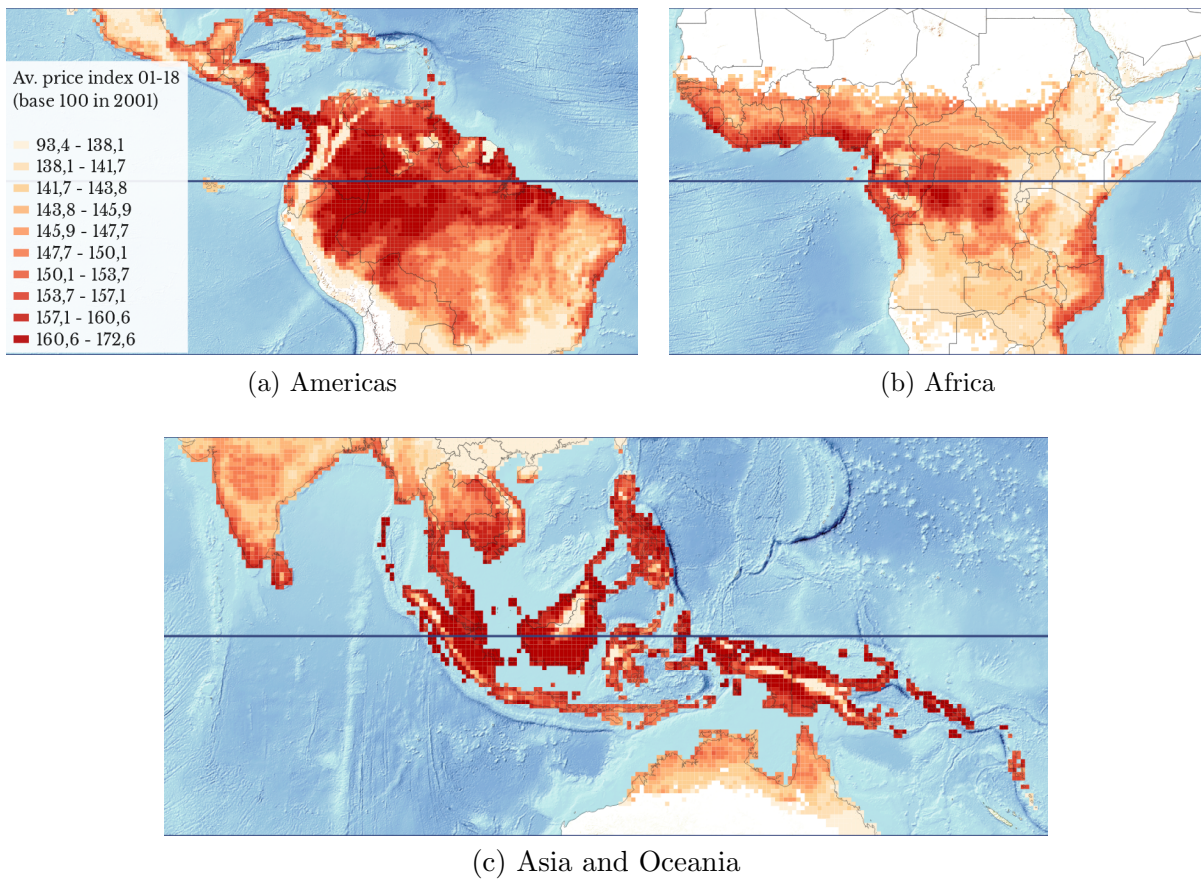 Av. price index 01-18
(base 100 in 2001)
93,4 - 138,1
138,1 - 141,7
141,7 - 143,8
143,8 - 145,9
145,9 - 147,7
147,7 - 150,1
150,1 - 153,7
153,7 - 157,1
157,1 - 160,6
160,6 - 172,6
(a) Americas
(b) Africa
(c) Asia and Oceania